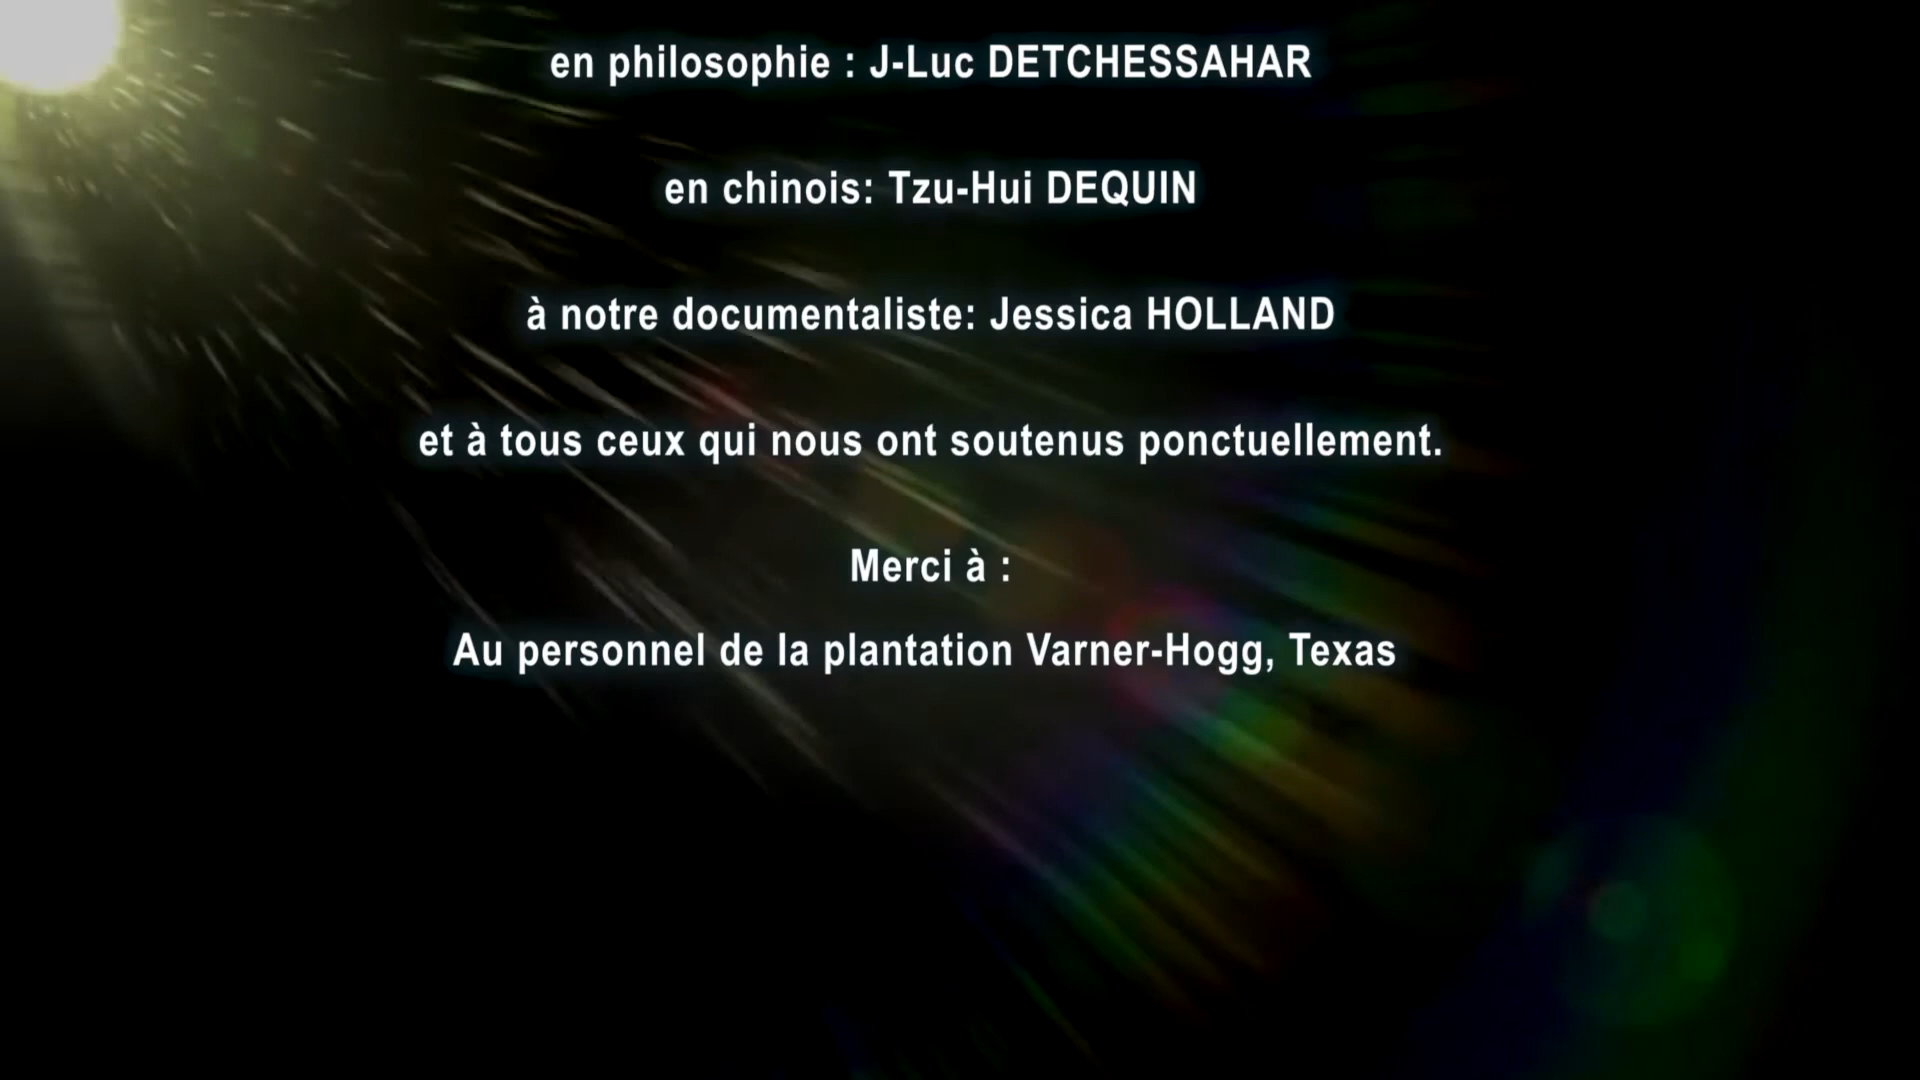 en philosophie : J-Luc DETCHESSAHAR
en chinois: Tzu-Hui DEQUIN
à notre documentaliste: Jessica HOLLAND
et à tous ceux qui nous ont soutenus ponctuellement.
Merci à :
Au personnel de la plantation Varner-Hogg, Texas